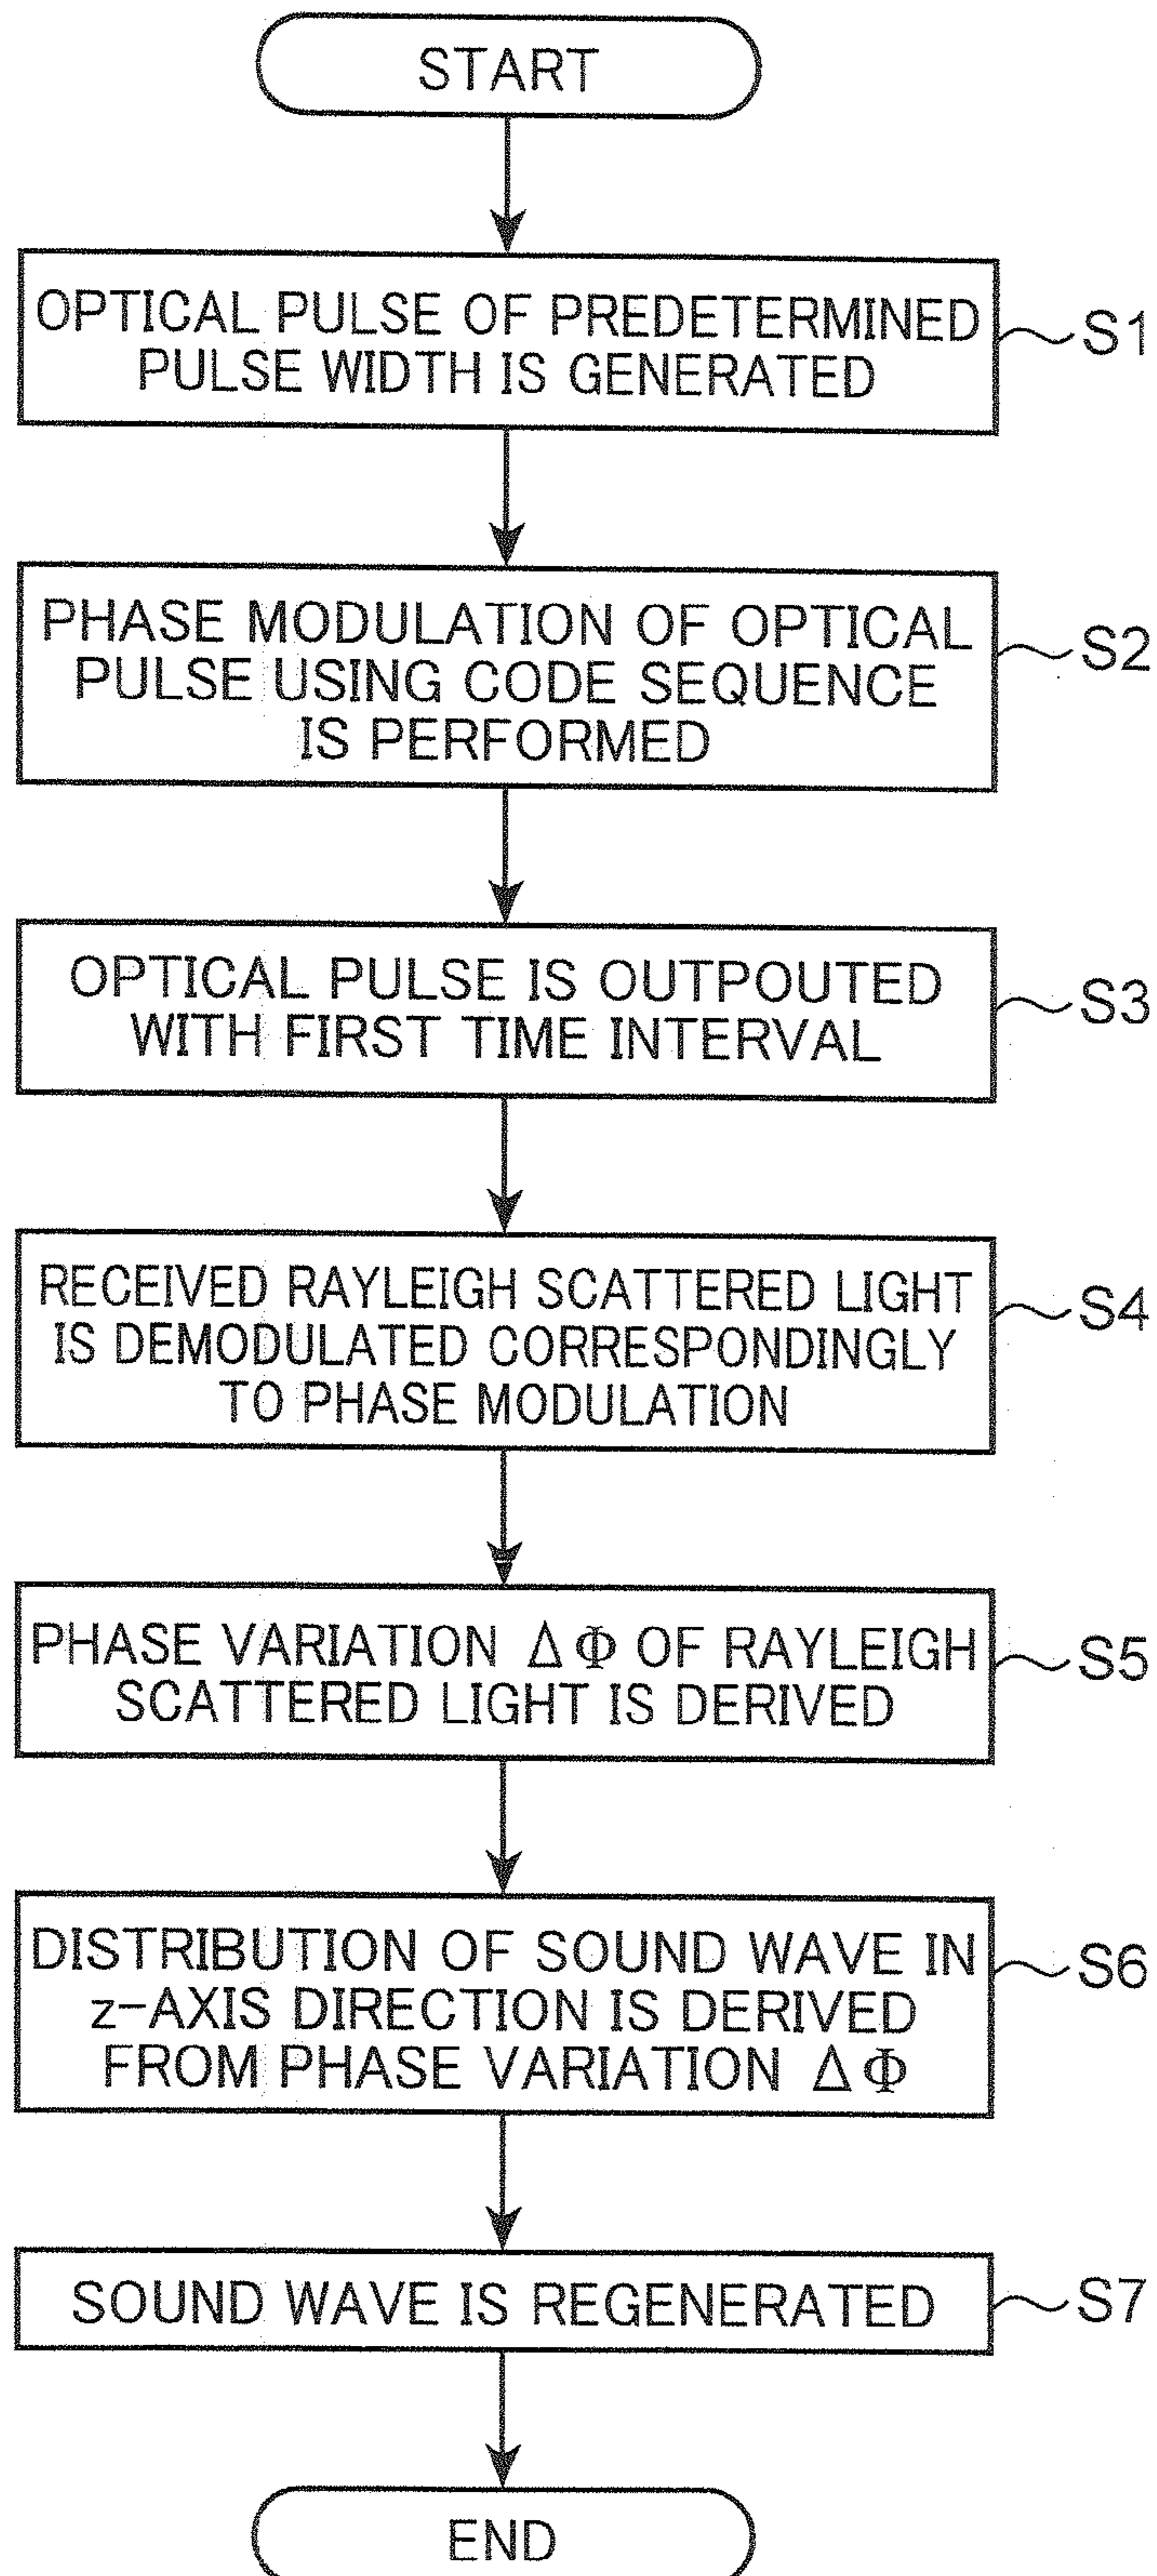 START
OPTICAL PULSE OF PREDETERMINED
PULSE WIDTH IS GENERATED
S1
PHASE MODULATION OF OPTICAL
PULSE USING CODE SEQUENCE
IS PERFORMED
S2
OPTICAL PULSE IS OUTPOUTED
WITH FIRST TIME INTERVAL
S3
RECEIVED RAYLEIGH SCATTERED LIGHT
IS DEMODULATED CORRESPONDINGLY
TO PHASE MODULATION
S4
PHASE VARIATION ΔΦ OF RAYLEIGH
SCATTERED LIGHT IS DERIVED
S5
DISTRIBUTION OF SOUND WAVE IN
z-AXIS DIRECTION IS DERIVED
FROM PHASE VARIATION ΔΦ
S6
SOUND WAVE IS REGENERATED
S7
END